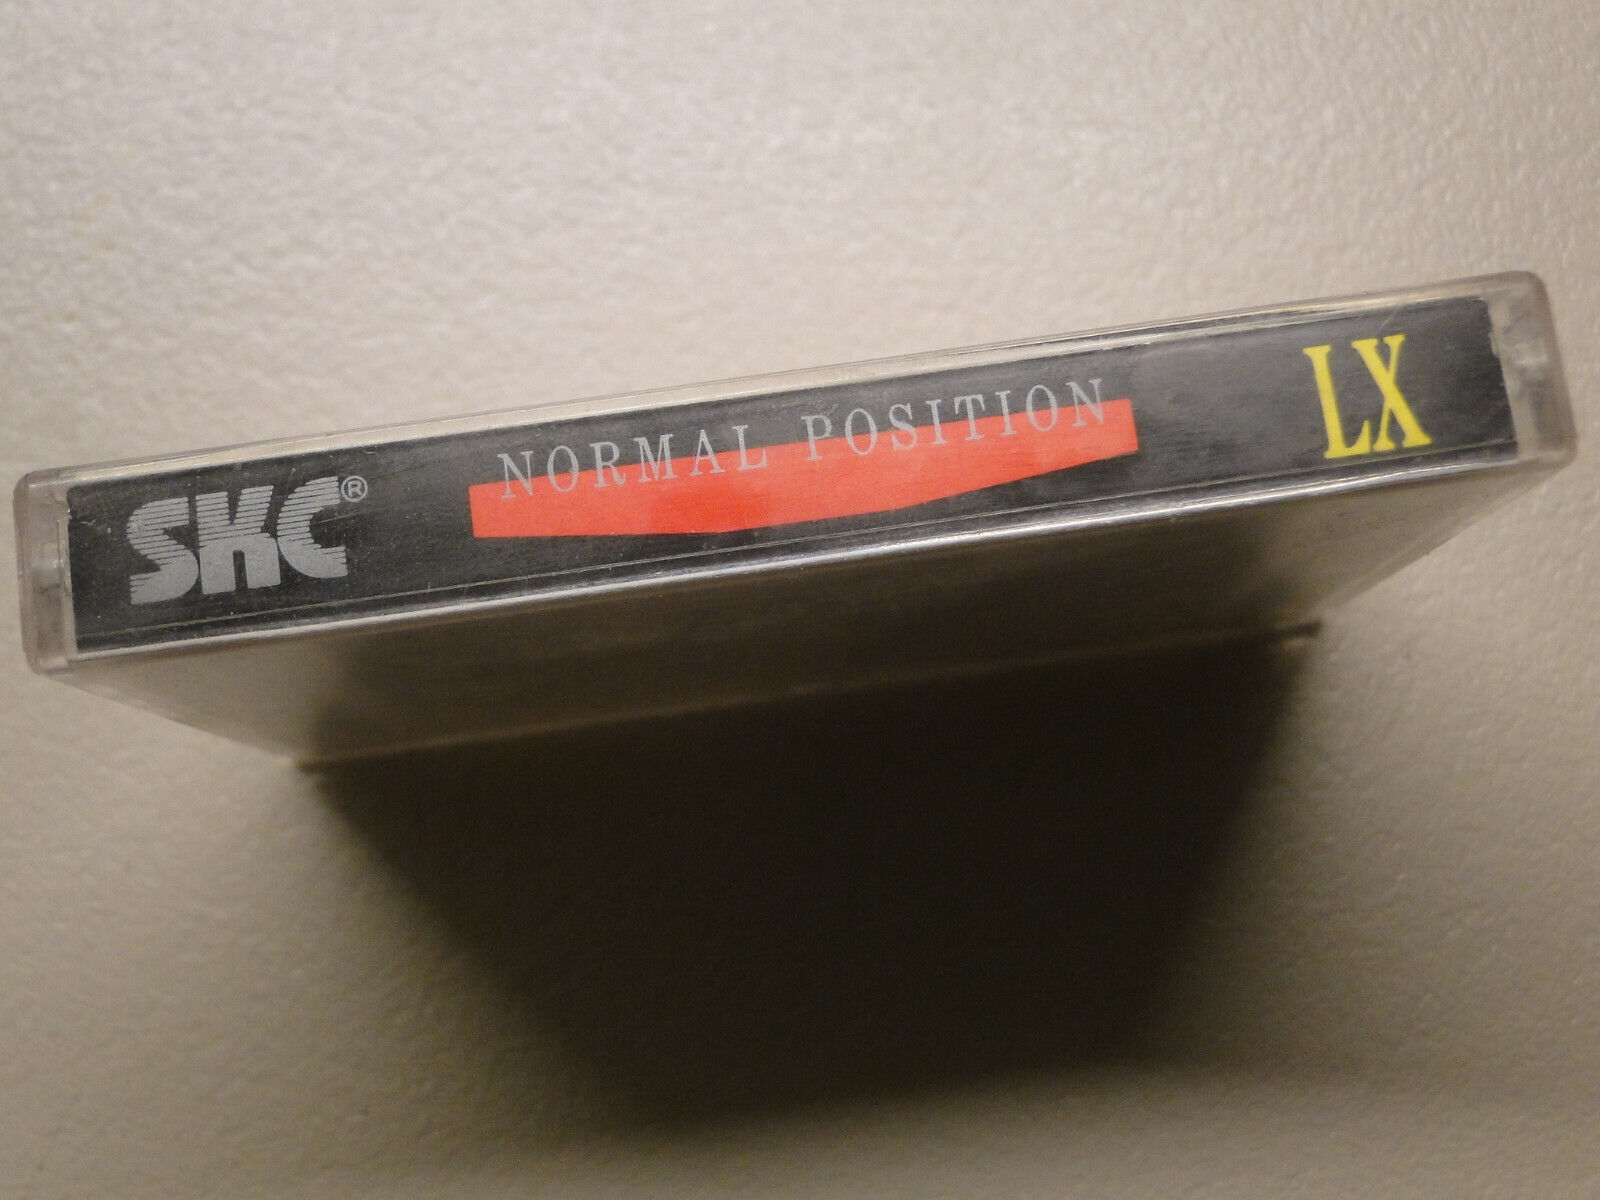 SKC® NORMAL POSITION LX